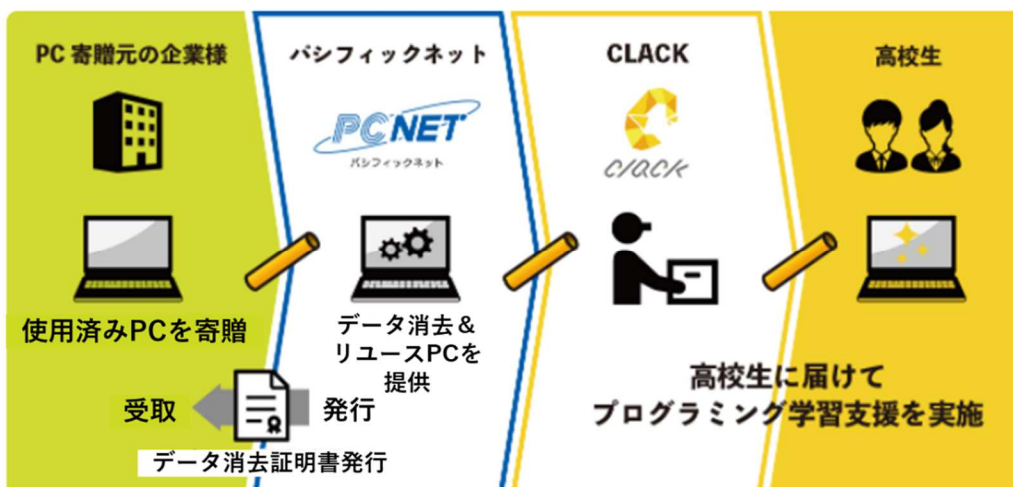 PC 寄贈元の企業様
パシフィックネット
CLACK
高校生
PC NET
パシフィックネット
clack
使用済みPCを寄贈
データ消去＆
リユースPCを
提供
高校生に届けて
プログラミング学習支援を実施
受取
発行
データ消去証明書発行